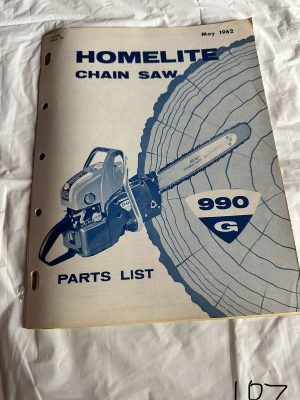 May 1962
HOMELITE
CHAIN SAW
990
G
PARTS LIST
107